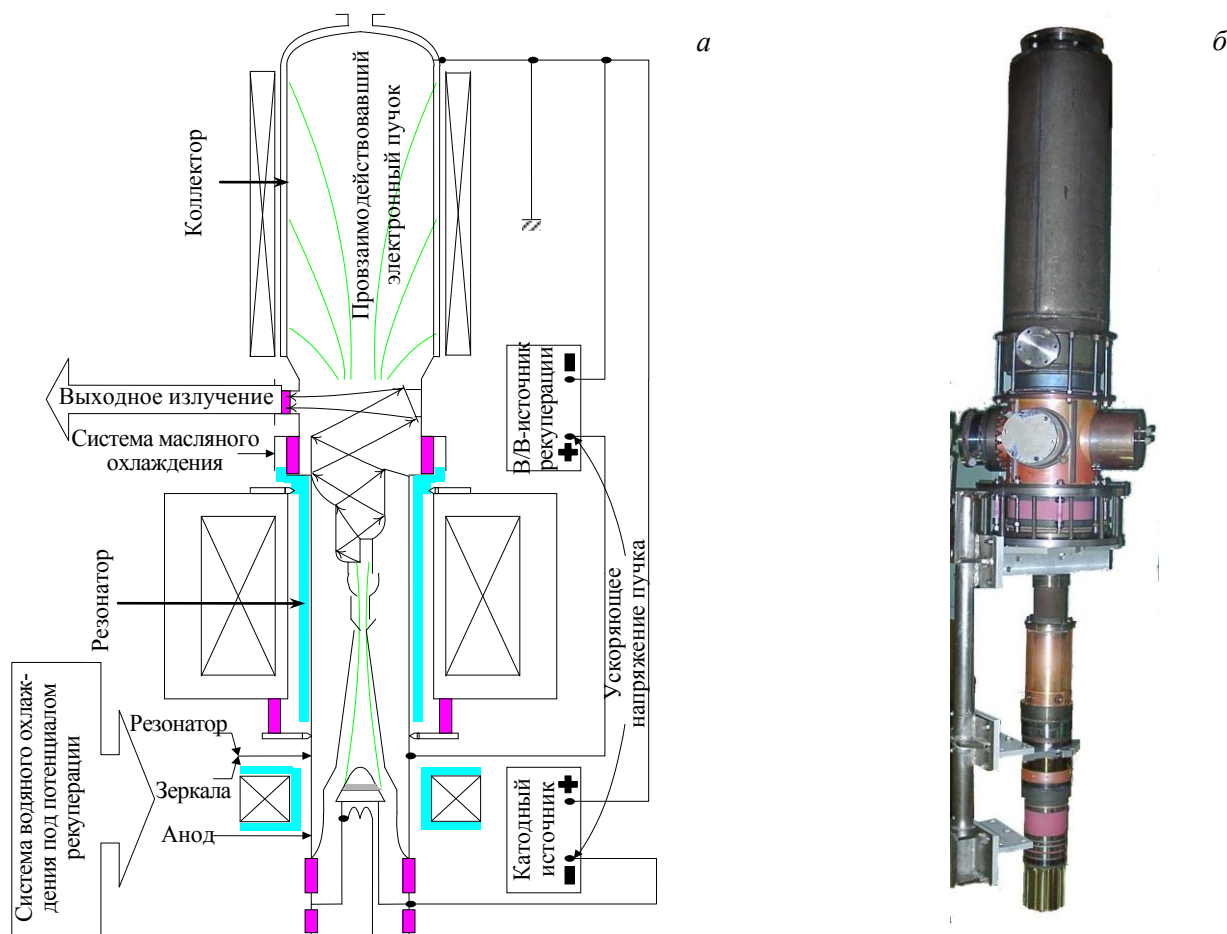 а
б
Провзаимодействовавший
электронный пучок
Коллектор
Выходное излучение
Система масляного
охлаждения
В/В-источник
рекуперации
Резонатор
Ускоряющее
напряжение пучка
Система водяного охлаж-
дения под потенциалом
рекуперации
Резонатор
Зеркала
Анод
Катодный
источник